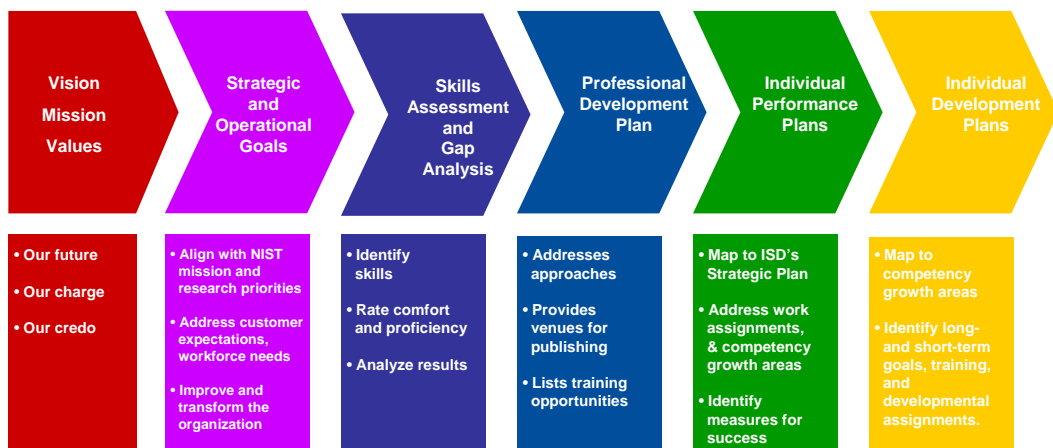 Vision
Mission
Values
Strategic
and
Operational
Goals
Skills
Assessment
and
Gap
Analysis
Professional
Development
Plan
Individual
Performance
Plans
Individual
Development
Plans
• Our future
• Our charge
• Our credo
• Align with NIST
mission and
research priorities
• Address customer
expectations,
workforce needs
• Improve and
transform the
organization
• Identify
skills
• Rate comfort
and proficiency
• Analyze results
• Addresses
approaches
• Provides
venues for
publishing
• Lists training
opportunities
• Map to ISD's
Strategic Plan
• Address work
assignments,
& competency
growth areas
• Identify
measures for
success
• Map to
competency
growth areas
• Identify long-
and short-term
goals, training,
and
developmental
assignments.